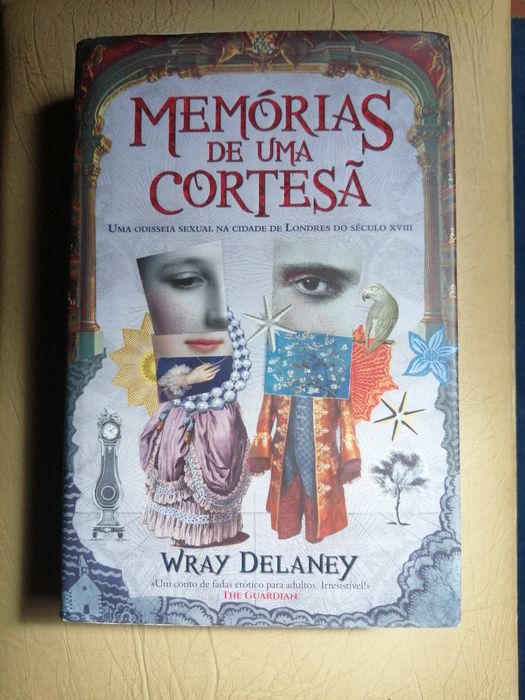 MEMÓRIAS
DE UMA
CORTESÃ
UMA ODISSEIA SEXUAL NA CIDADE DE LONDRES DO SÉCULO XVIII
WRAY DELANEY
«Um conto de fadas erótico para adultos. Irresistível!»
THE GUARDIAN